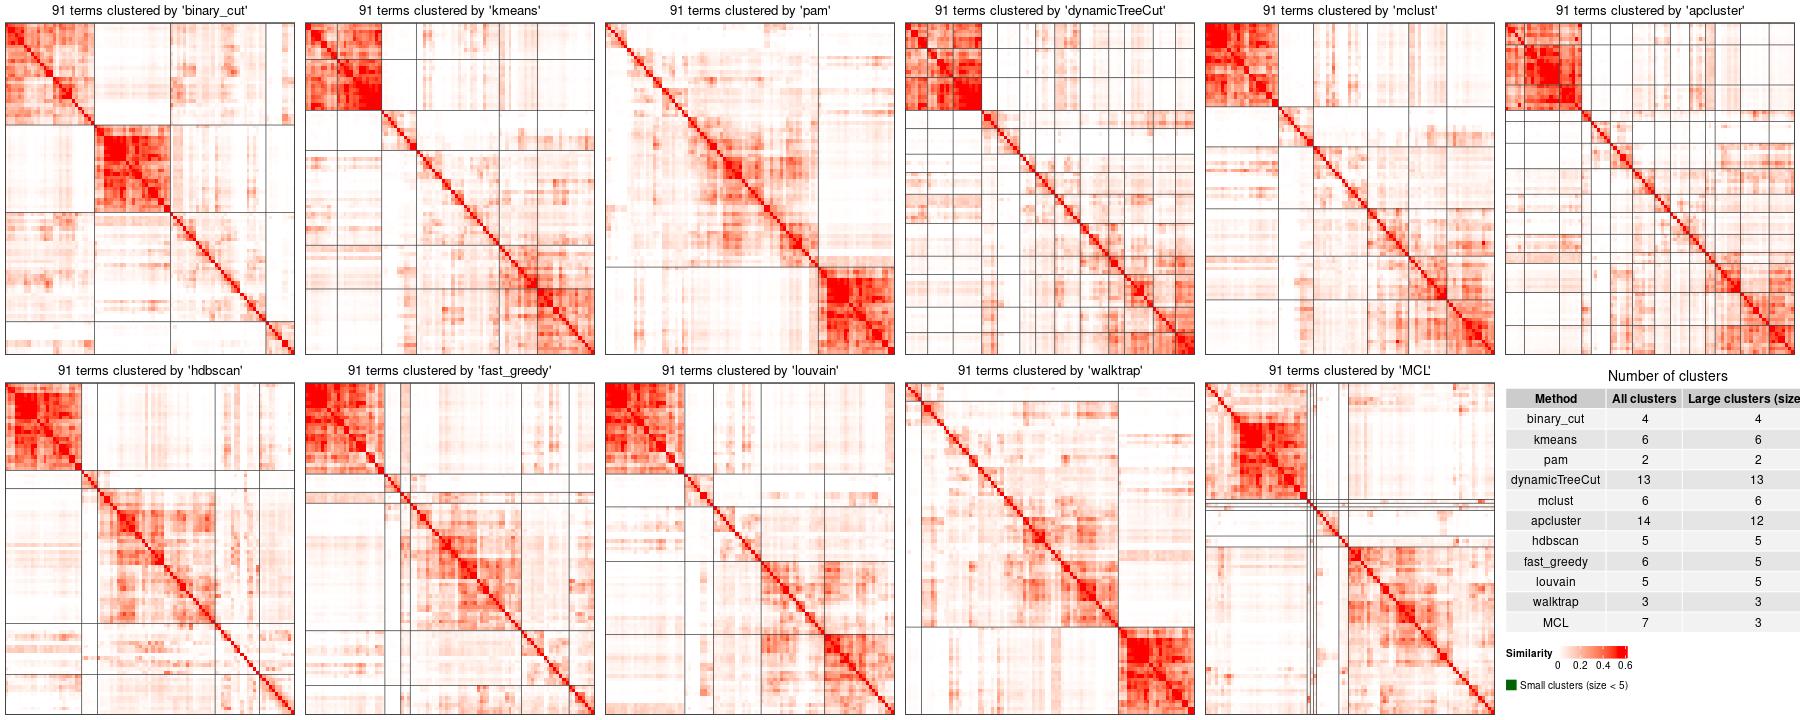 91 terms clustered by 'binary_cut'
91 terms clustered by 'kmeans'
91 terms clustered by 'pam'
91 terms clustered by 'dynamicTreeCut'
91 terms clustered by 'mclust'
91 terms clustered by 'apcluster'
91 terms clustered by 'hdbscan'
91 terms clustered by 'fast_greedy'
91 terms clustered by 'louvain'
91 terms clustered by 'walktrap'
91 terms clustered by 'MCL'
Number of clusters
Method All clusters Large clusters (size
binary_cut 4 4
kmeans 6 6
pam 2 2
dynamicTreeCut 13 13
mclust 6 6
apcluster 14 12
hdbscan 5 5
fast_greedy 6 5
louvain 5 5
walktrap 3 3
MCL 7 3
Similarity
0 0.2 0.4 0.6
Small clusters (size < 5)